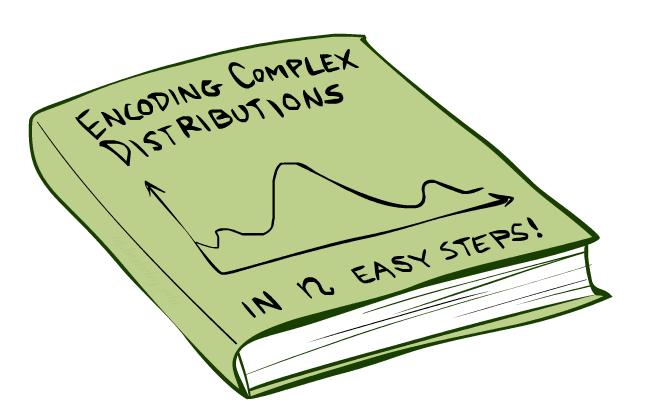 ENCODING COMPLEX
DISTRIBUTIONS
IN n EASY STEPS!